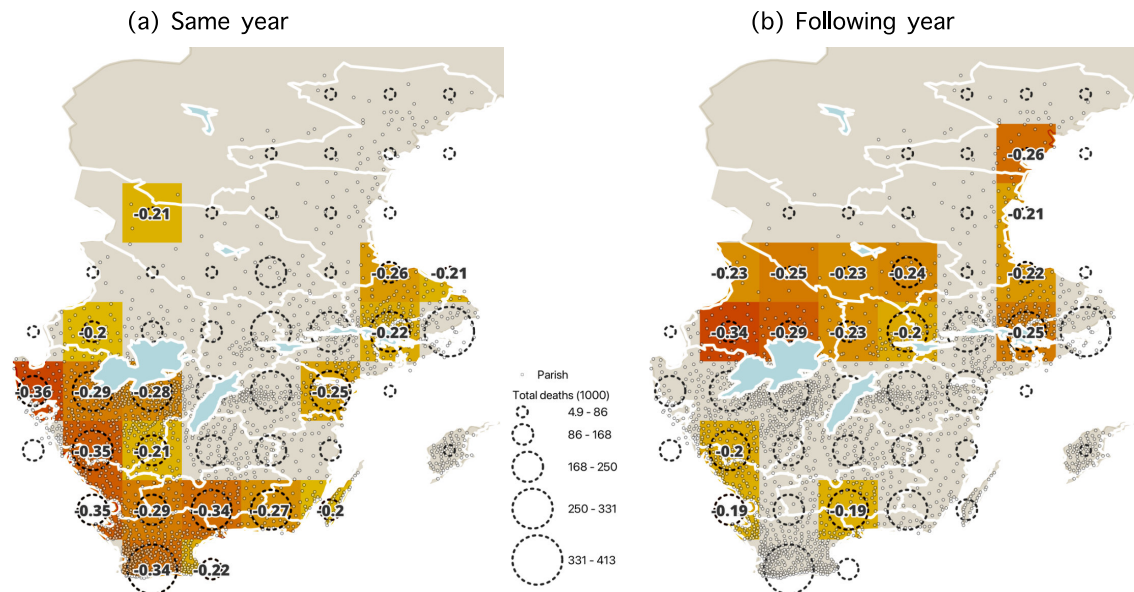 (a) Same year
(b) Following year
-0.21
-0.26 -0.21
-0.2 -0.22
-0.36 -0.29 -0.28 -0.25
-0.35 -0.21
-0.35 -0.29 -0.34 -0.27 -0.2
-0.34 -0.22
Parish
Total deaths (1000)
4.9 - 86
86 - 168
168 - 250
250 - 331
331 - 413
-0.26
-0.21
-0.23 -0.25 -0.23 -0.24 -0.22
-0.34 -0.29 -0.23 -0.2 -0.25
-0.2
-0.19 -0.19